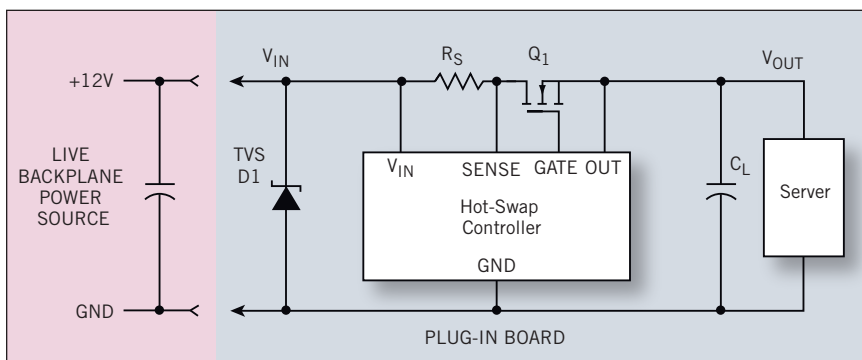 +12V
LIVE
BACKPLANE
POWER
SOURCE
GND
VIN
RS
Q1
VOUT
TVS
D1
VIN
SENSE
GATE
OUT
Hot-Swap
Controller
GND
CL
Server
PLUG-IN BOARD